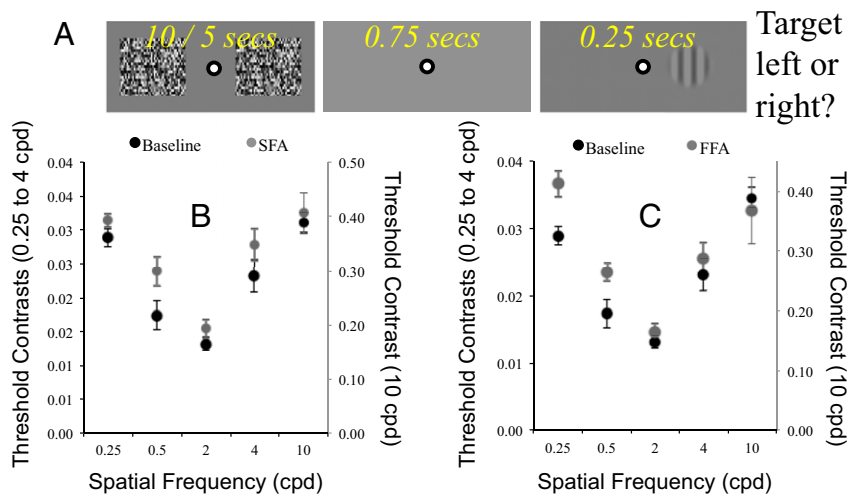 A
10 / 5 secs
0.75 secs
0.25 secs
Target
left or
right?
Baseline
SFA
B
Threshold Contrasts (0.25 to 4 cpd)
0.04
0.04
0.03
0.03
0.02
0.02
0.01
0.01
0.00
0.50
0.40
0.30
0.20
0.10
0.00
Threshold Contrast (10 cpd)
0.25 0.5 2 4 10
Spatial Frequency (cpd)
Baseline
FFA
C
Threshold Contrasts (0.25 to 4 cpd)
0.04
0.03
0.02
0.01
0.00
0.40
0.30
0.20
0.10
0.00
Threshold Contrast (10 cpd)
0.25 0.5 2 4 10
Spatial Frequency (cpd)